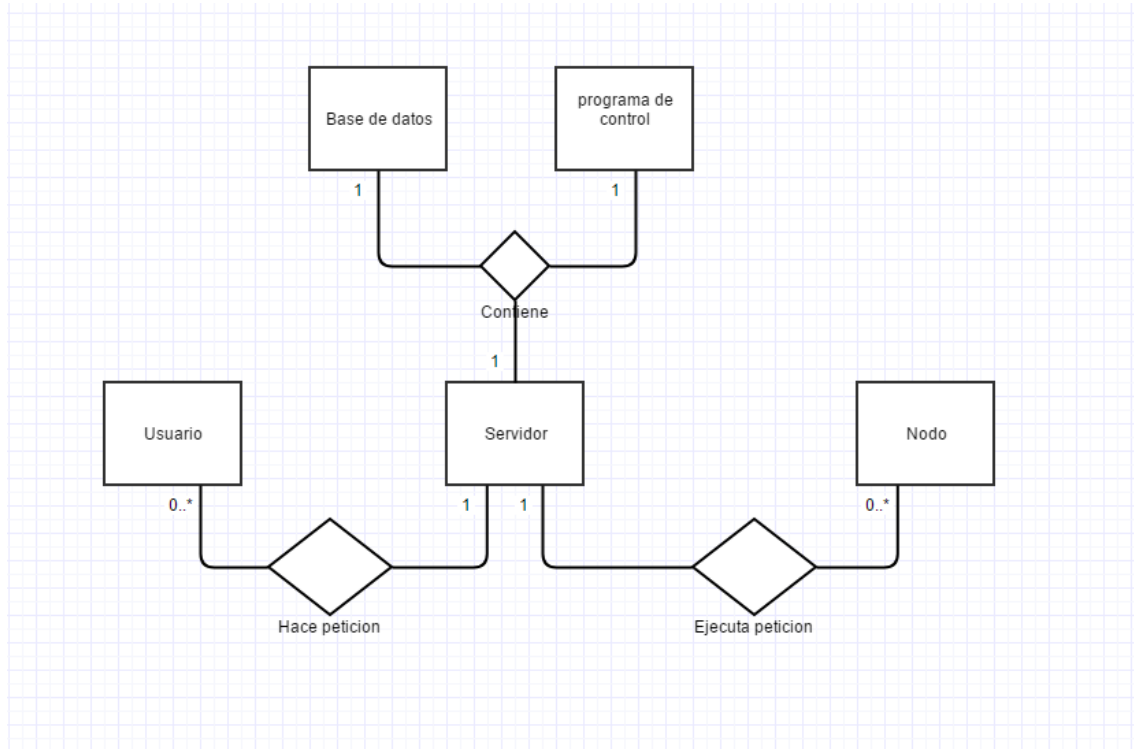 Base de datos
programa de
control
1
1
Contiene
1
Usuario
Servidor
Nodo
0..*
1
1
0..*
Hace peticion
Ejecuta peticion